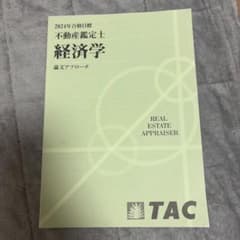 2024年合格目標
不動産鑑定士
経済学
論文アプローチ
REAL
ESTATE
APPRAISER
TAC